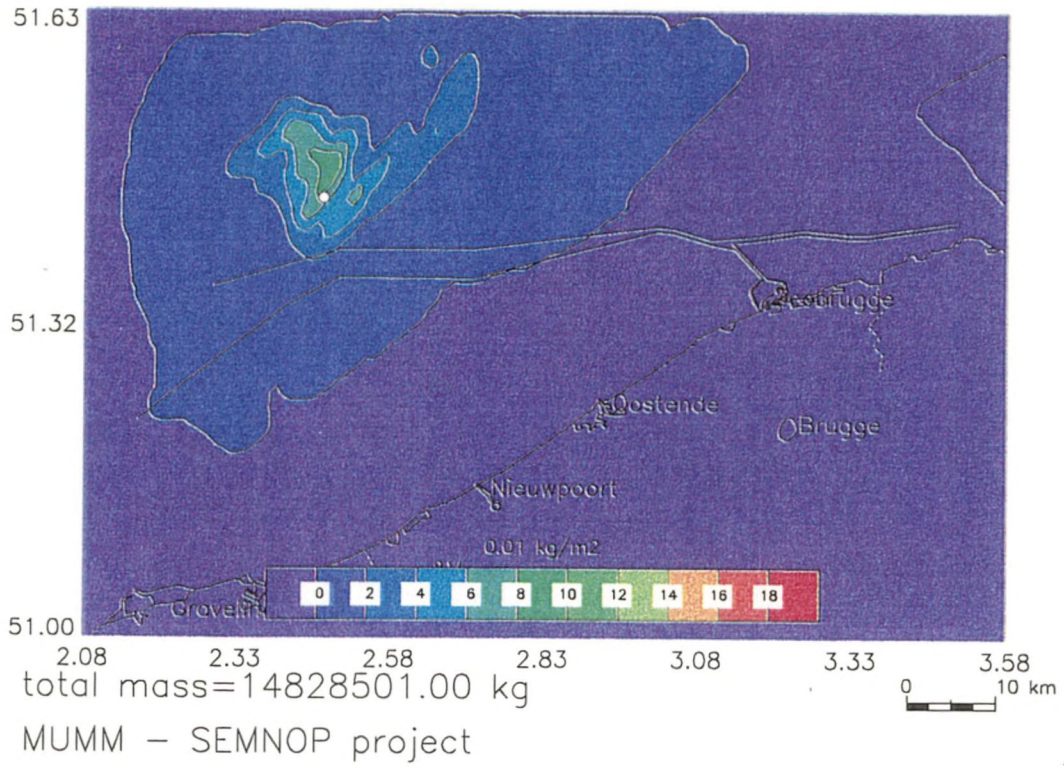 51.63
51.32
Zeebrugge
Oostende
Brugge
Nieuwpoort
0.01 kg/m2
0 2 4 6 8 10 12 14 16 18
51.00
2.08 2.33 2.58 2.83 3.08 3.33 3.58
total mass=14828501.00 kg
0 10 km
MUMM - SEMNOP project